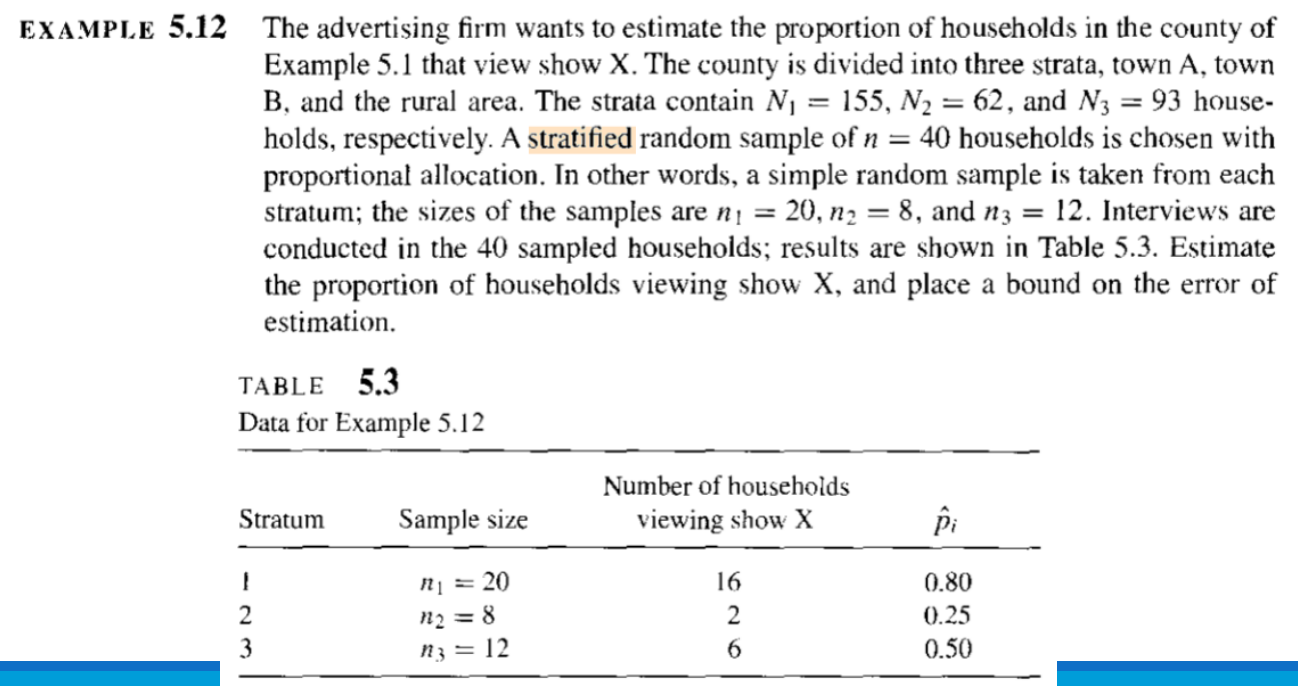 EXAMPLE 5.12 The advertising firm wants to estimate the proportion of households in the county of
Example 5.1 that view show X. The county is divided into three strata, town A, town
B, and the rural area. The strata contain N₁ = 155, N₂ = 62, and N₃ = 93 house-
holds, respectively. A stratified random sample of n = 40 households is chosen with
proportional allocation. In other words, a simple random sample is taken from each
stratum; the sizes of the samples are n₁ = 20, n₂ = 8, and n₃ = 12. Interviews are
conducted in the 40 sampled households; results are shown in Table 5.3. Estimate
the proportion of households viewing show X, and place a bound on the error of
estimation.
TABLE 5.3
Data for Example 5.12
Number of households
Stratum Sample size viewing show X p̂ᵢ
1 n₁ = 20 16 0.80
2 n₂ = 8 2 0.25
3 n₃ = 12 6 0.50